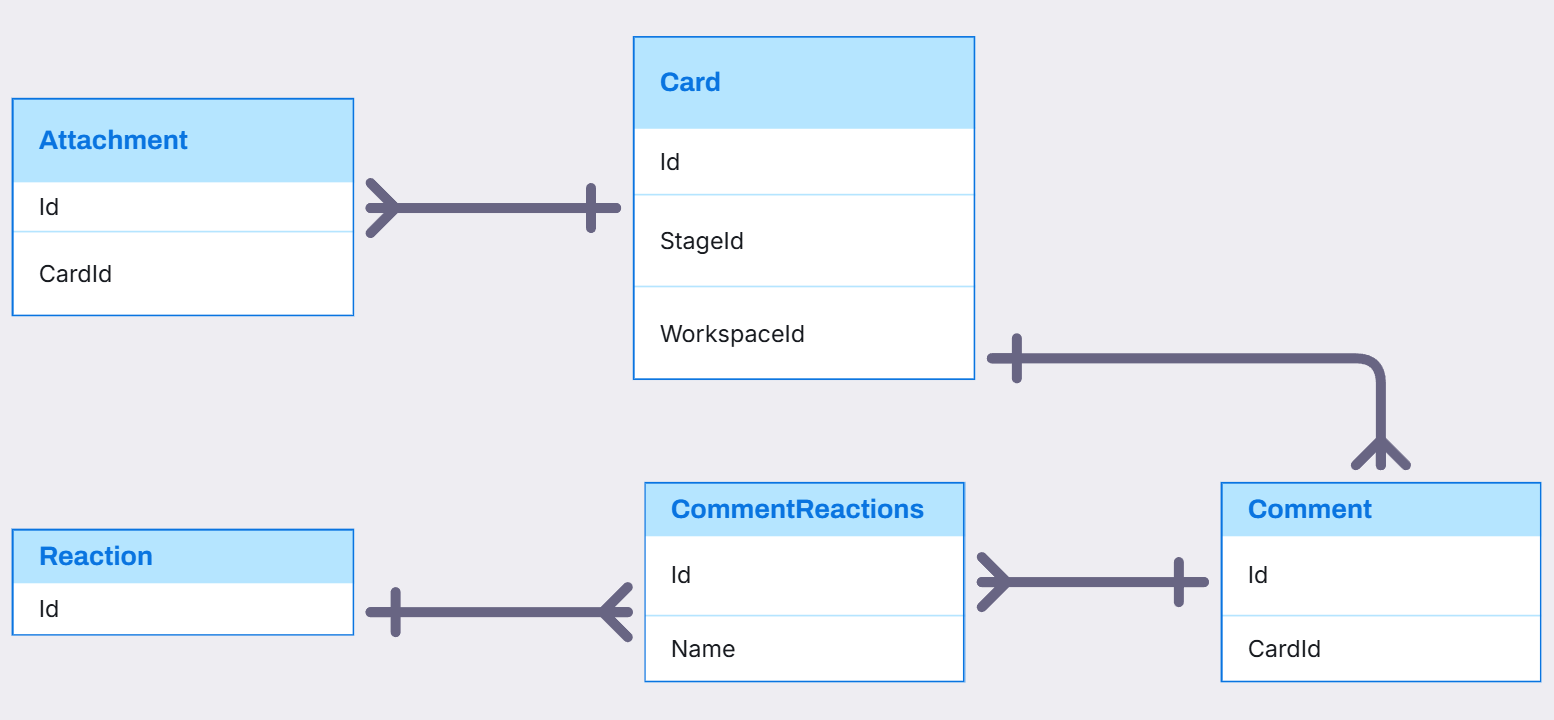 Attachment
Id
CardId
Card
Id
StageId
WorkspaceId
Reaction
Id
CommentReactions
Id
Name
Comment
Id
CardId